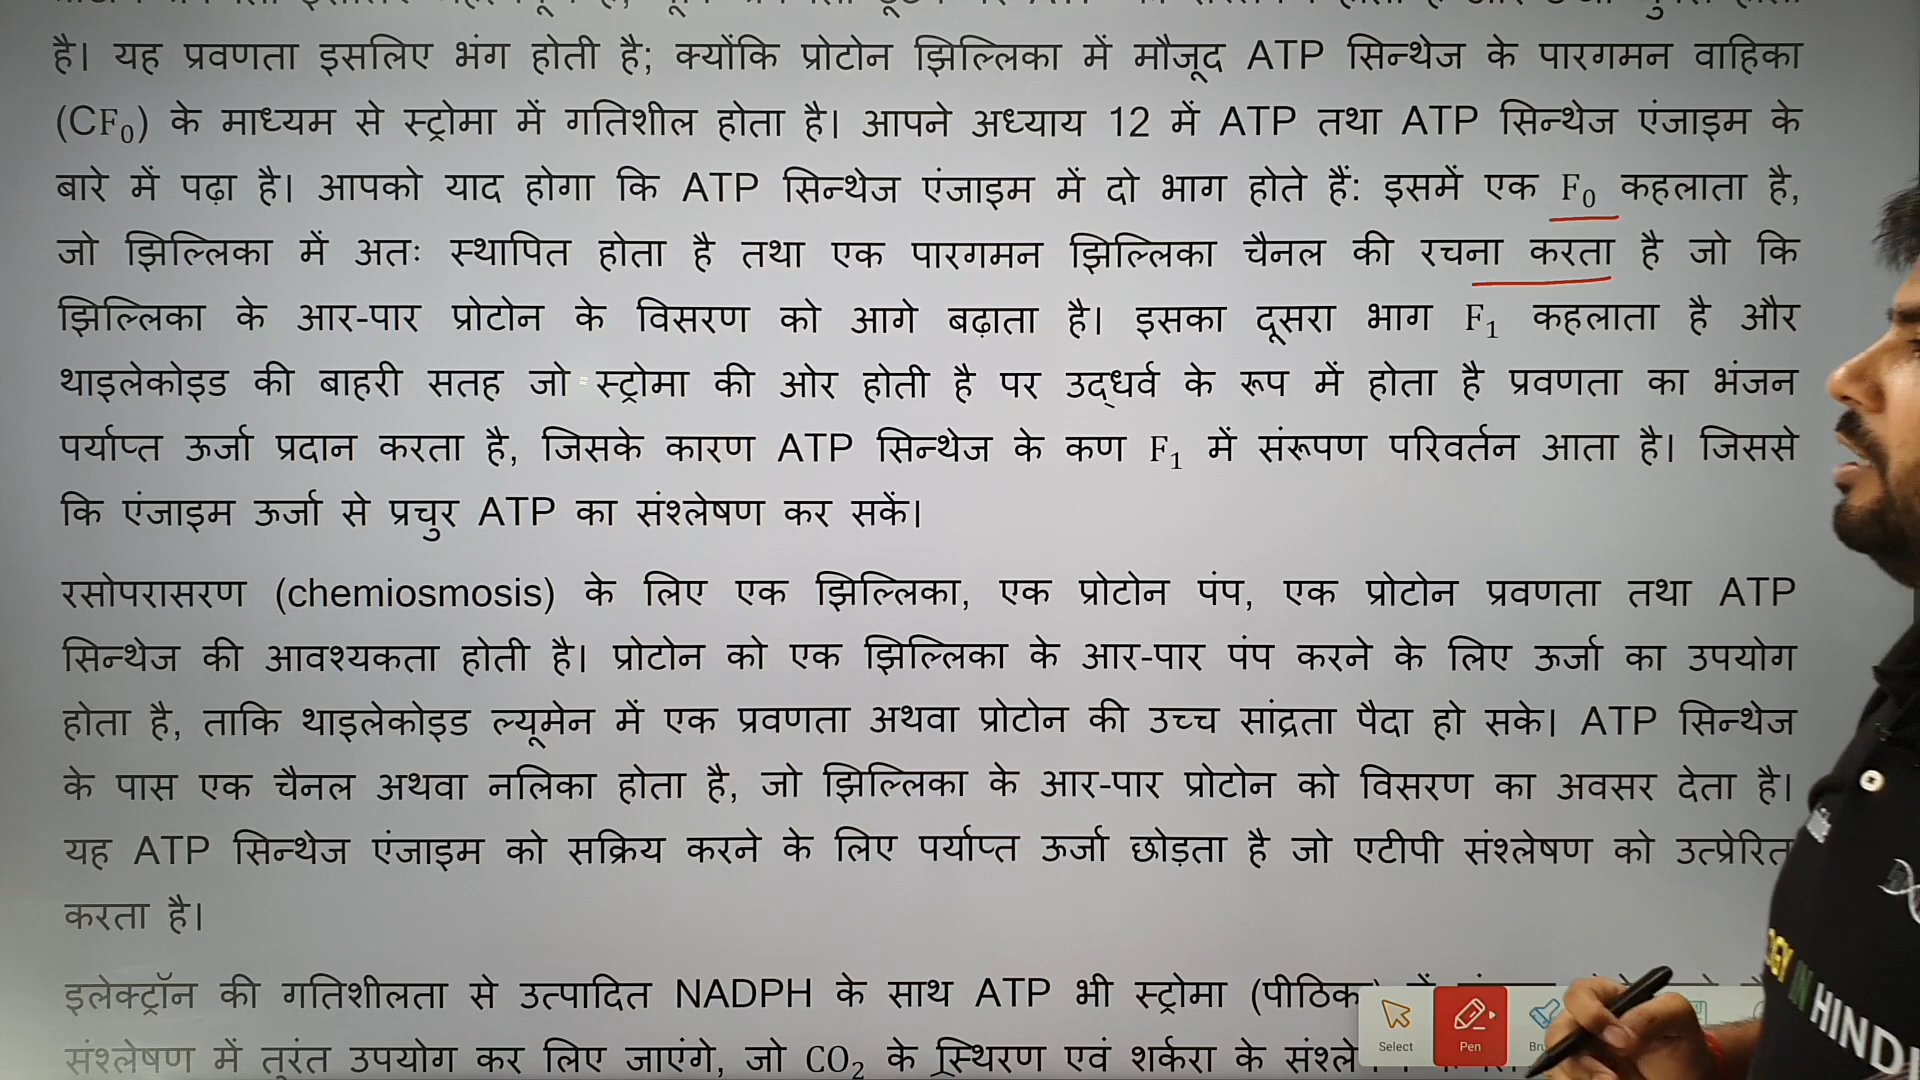 है। यह प्रवणता इसलिए भंग होती है; क्योंकि प्रोटोन झिल्लिका में मौजूद ATP सिन्थेज के पारगमन वाहिका
(CF₀) के माध्यम से स्ट्रोमा में गतिशील होता है। आपने अध्याय 12 में ATP तथा ATP सिन्थेज एंजाइम के
बारे में पढ़ा है। आपको याद होगा कि ATP सिन्थेज एंजाइम में दो भाग होते हैं: इसमें एक F₀ कहलाता है,
जो झिल्लिका में अतः स्थापित होता है तथा एक पारगमन झिल्लिका चैनल की रचना करता है जो कि
झिल्लिका के आर-पार प्रोटोन के विसरण को आगे बढ़ाता है। इसका दूसरा भाग F₁ कहलाता है और
थाइलेकोइड की बाहरी सतह जो स्ट्रोमा की ओर होती है पर उद्धर्व के रूप में होता है प्रवणता का भंजन
पर्याप्त ऊर्जा प्रदान करता है, जिसके कारण ATP सिन्थेज के कण F₁ में संरूपण परिवर्तन आता है। जिससे
कि एंजाइम ऊर्जा से प्रचुर ATP का संश्लेषण कर सकें।
रसोपरासरण (chemiosmosis) के लिए एक झिल्लिका, एक प्रोटोन पंप, एक प्रोटोन प्रवणता तथा ATP
सिन्थेज की आवश्यकता होती है। प्रोटोन को एक झिल्लिका के आर-पार पंप करने के लिए ऊर्जा का उपयोग
होता है, ताकि थाइलेकोइड ल्यूमेन में एक प्रवणता अथवा प्रोटोन की उच्च सांद्रता पैदा हो सके। ATP सिन्थेज
के पास एक चैनल अथवा नलिका होता है, जो झिल्लिका के आर-पार प्रोटोन को विसरण का अवसर देता है।
यह ATP सिन्थेज एंजाइम को सक्रिय करने के लिए पर्याप्त ऊर्जा छोड़ता है जो एटीपी संश्लेषण को उत्प्रेरित
करता है।
इलेक्ट्रॉन की गतिशीलता से उत्पादित NADPH के साथ ATP भी स्ट्रोमा
संश्लेषण में तुरंत उपयोग कर लिए जाएंगे, जो CO₂ के स्थिरण एवं शर्करा के
Select Pen
IN HINDI